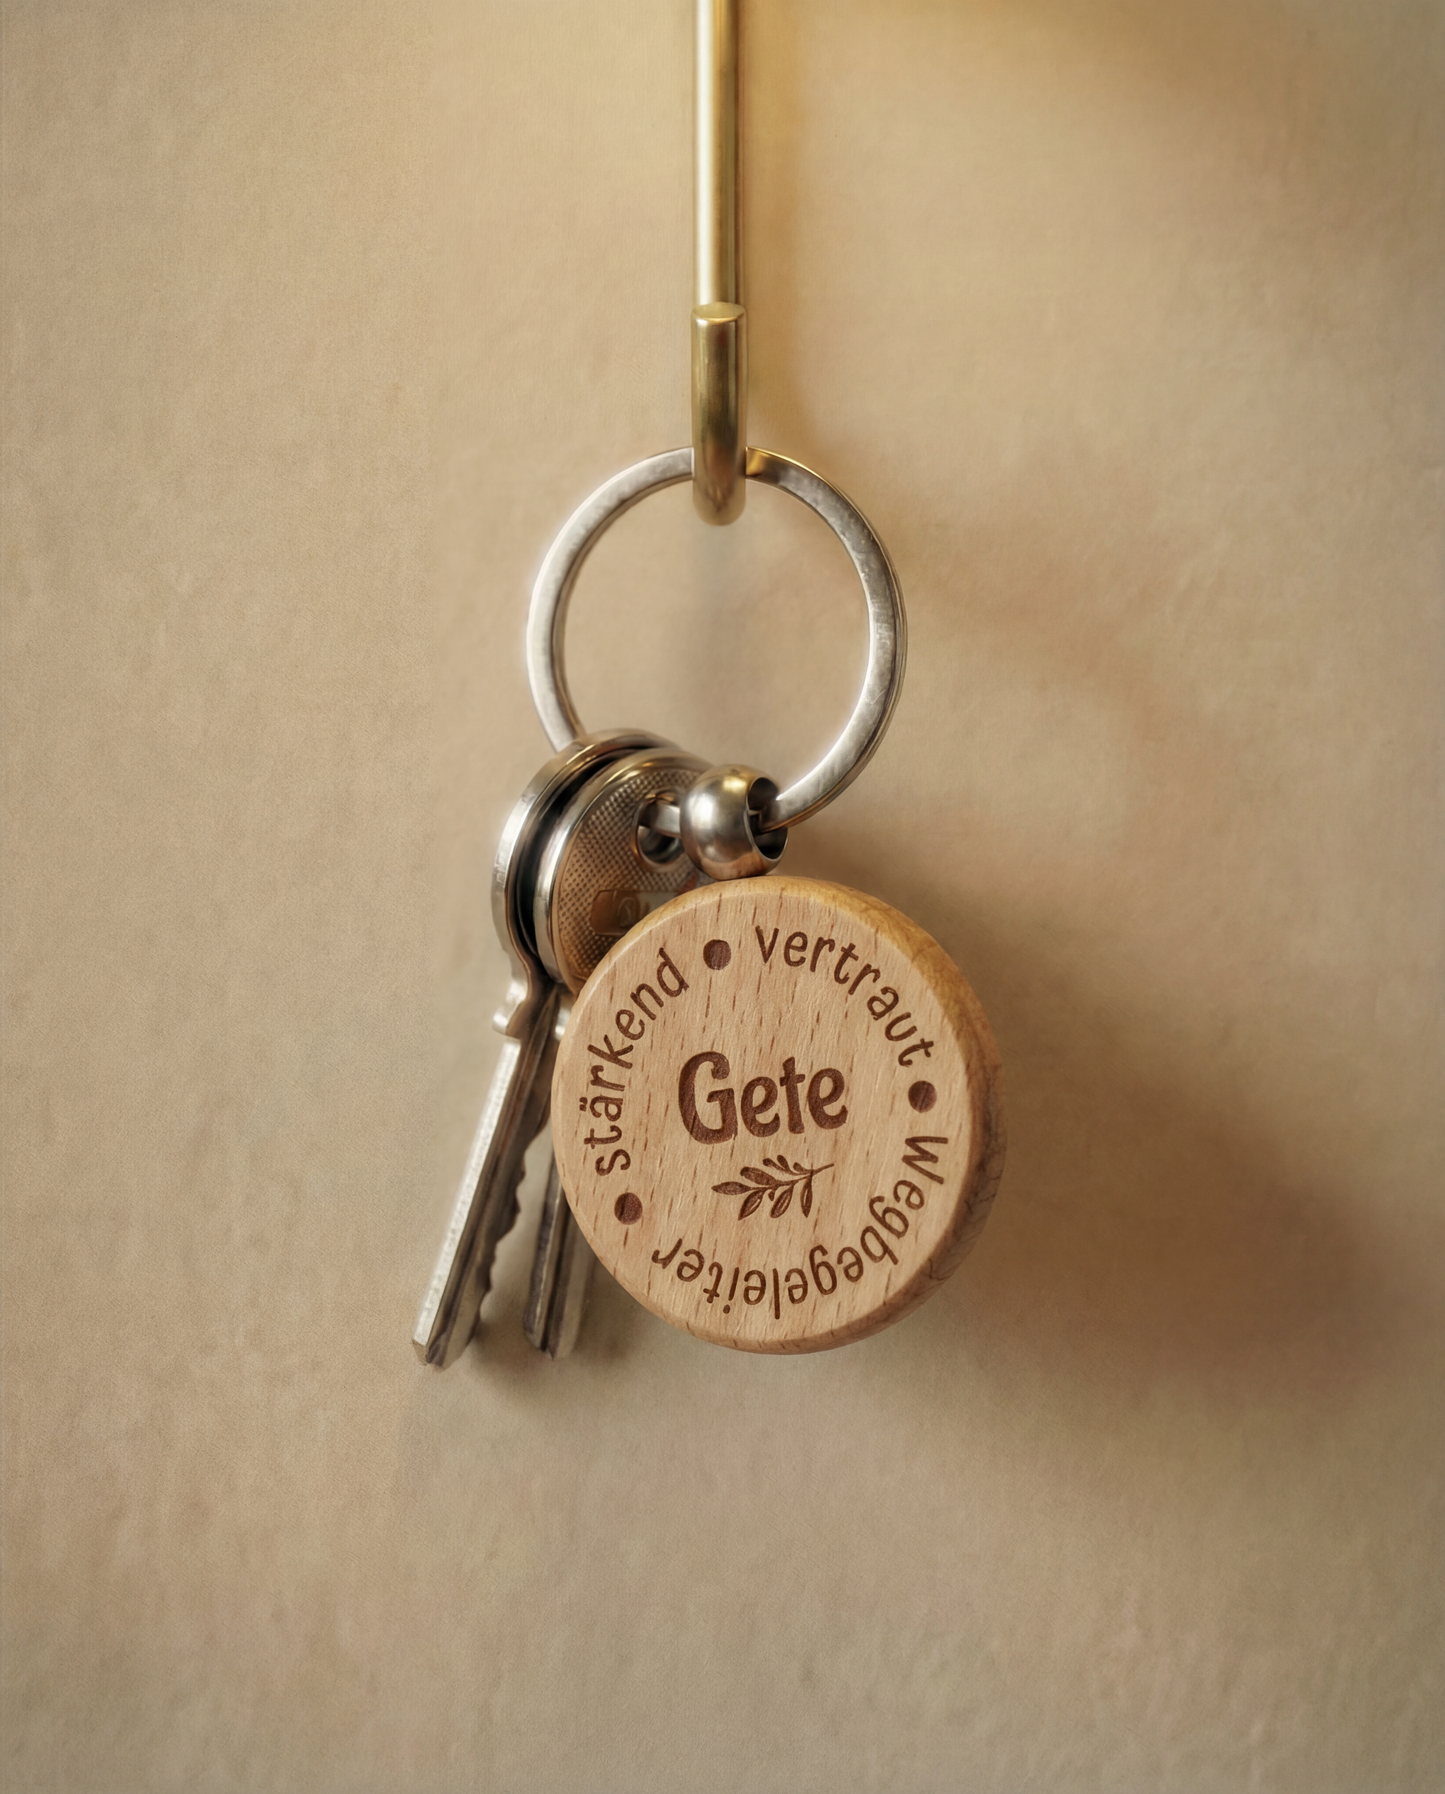 Gete
stärkend • vertraut • Wegbegleiter •